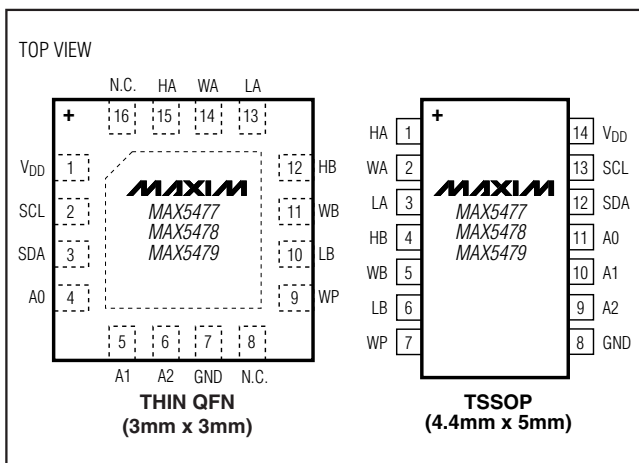 TOP VIEW
N.C. HA WA LA
16 15 14 13
+
VDD 1
SCL 2
SDA 3
A0 4
MAXIM
MAX5477
MAX5478
MAX5479
12 HB
11 WB
10 LB
9 WP
5 6 7 8
A1 A2 GND N.C.
THIN QFN
(3mm x 3mm)
+
HA 1
WA 2
LA 3
HB 4
WB 5
LB 6
WP 7
MAXIM
MAX5477
MAX5478
MAX5479
14 VDD
13 SCL
12 SDA
11 A0
10 A1
9 A2
8 GND
TSSOP
(4.4mm x 5mm)